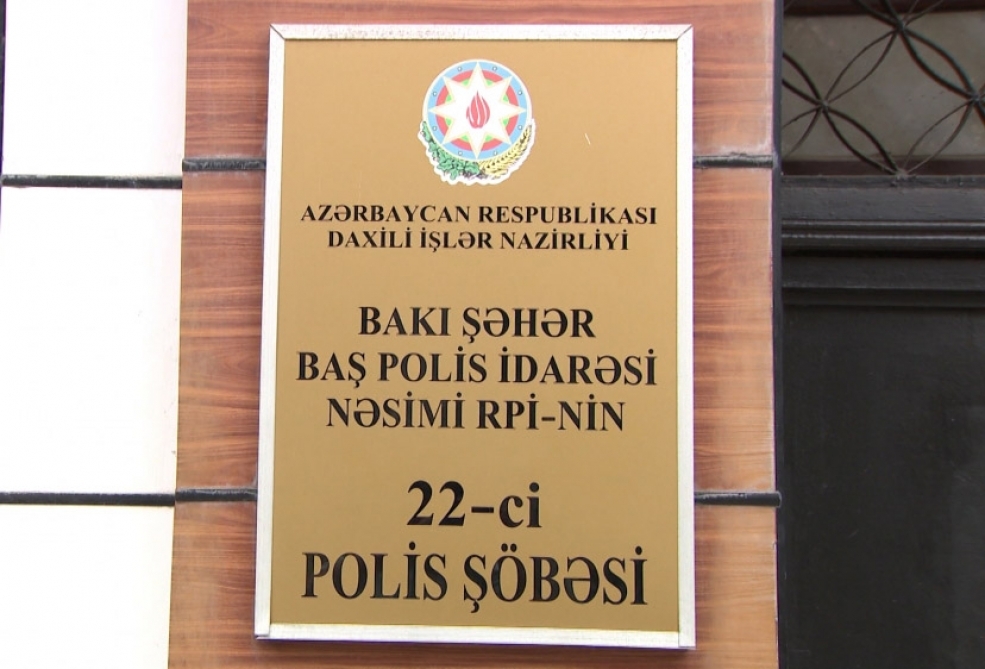 AZƏRBAYCAN RESPUBLİKASI
DAXİLİ İŞLƏR NAZİRLİYİ
BAKI ŞƏHƏR
BAŞ POLİS İDARƏSİ
NƏSİMİ RPİ-NİN
22-ci
POLİS ŞÖBƏSİ